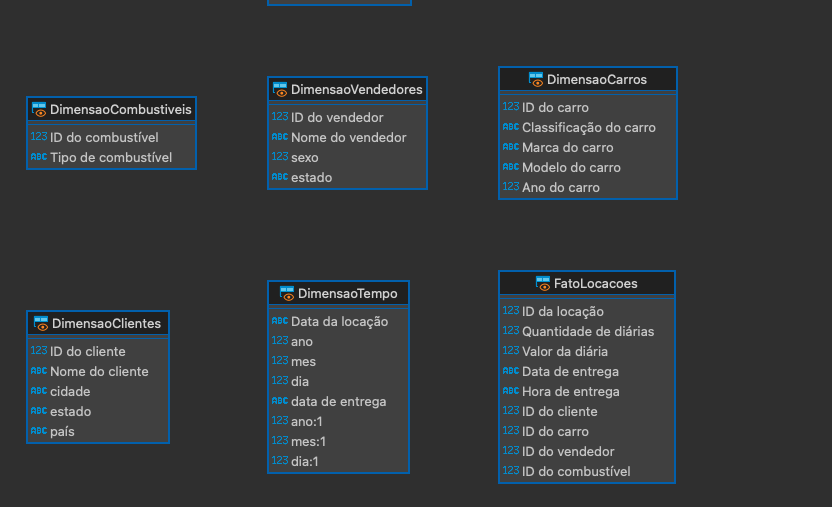 DimensaoCombustiveis
123 ID do combustível
ABC Tipo de combustível
DimensaoVendedores
123 ID do vendedor
ABC Nome do vendedor
123 sexo
ABC estado
DimensaoCarros
123 ID do carro
ABC Classificação do carro
ABC Marca do carro
ABC Modelo do carro
123 Ano do carro
DimensaoClientes
123 ID do cliente
ABC Nome do cliente
ABC cidade
ABC estado
ABC país
DimensaoTempo
ABC Data da locação
123 ano
123 mes
123 dia
ABC data de entrega
123 ano:1
123 mes:1
123 dia:1
FatoLocacoes
123 ID da locação
123 Quantidade de diárias
123 Valor da diária
ABC Data de entrega
ABC Hora de entrega
123 ID do cliente
123 ID do carro
123 ID do vendedor
123 ID do combustível